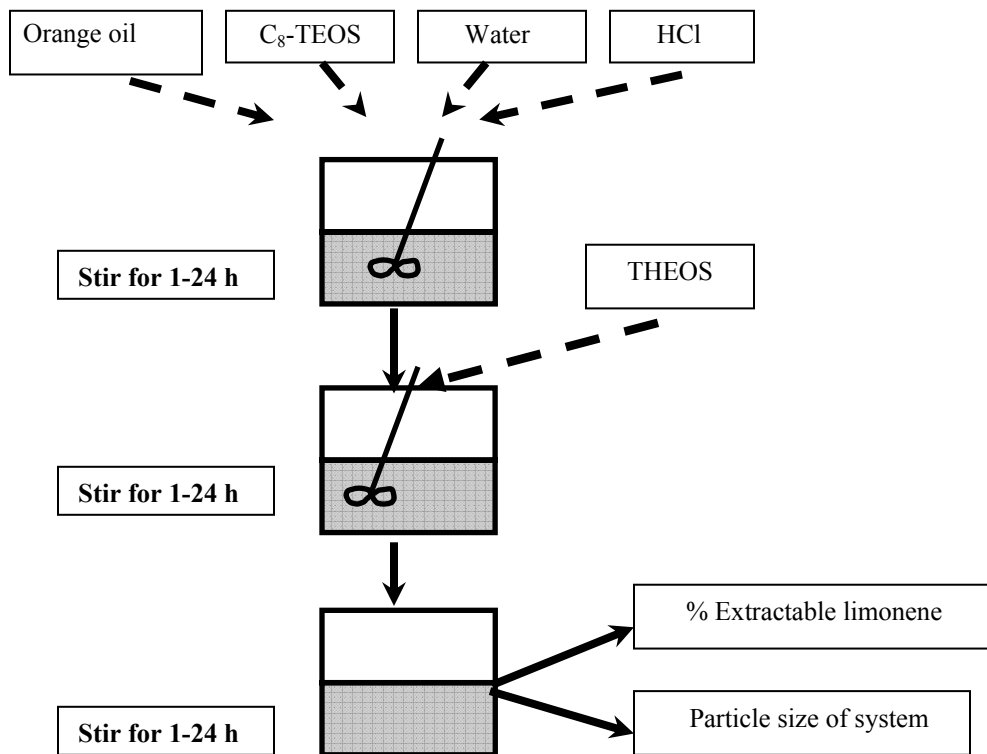 Orange oil
C₈-TEOS
Water
HCl
Stir for 1-24 h
THEOS
Stir for 1-24 h
% Extractable limonene
Particle size of system
Stir for 1-24 h